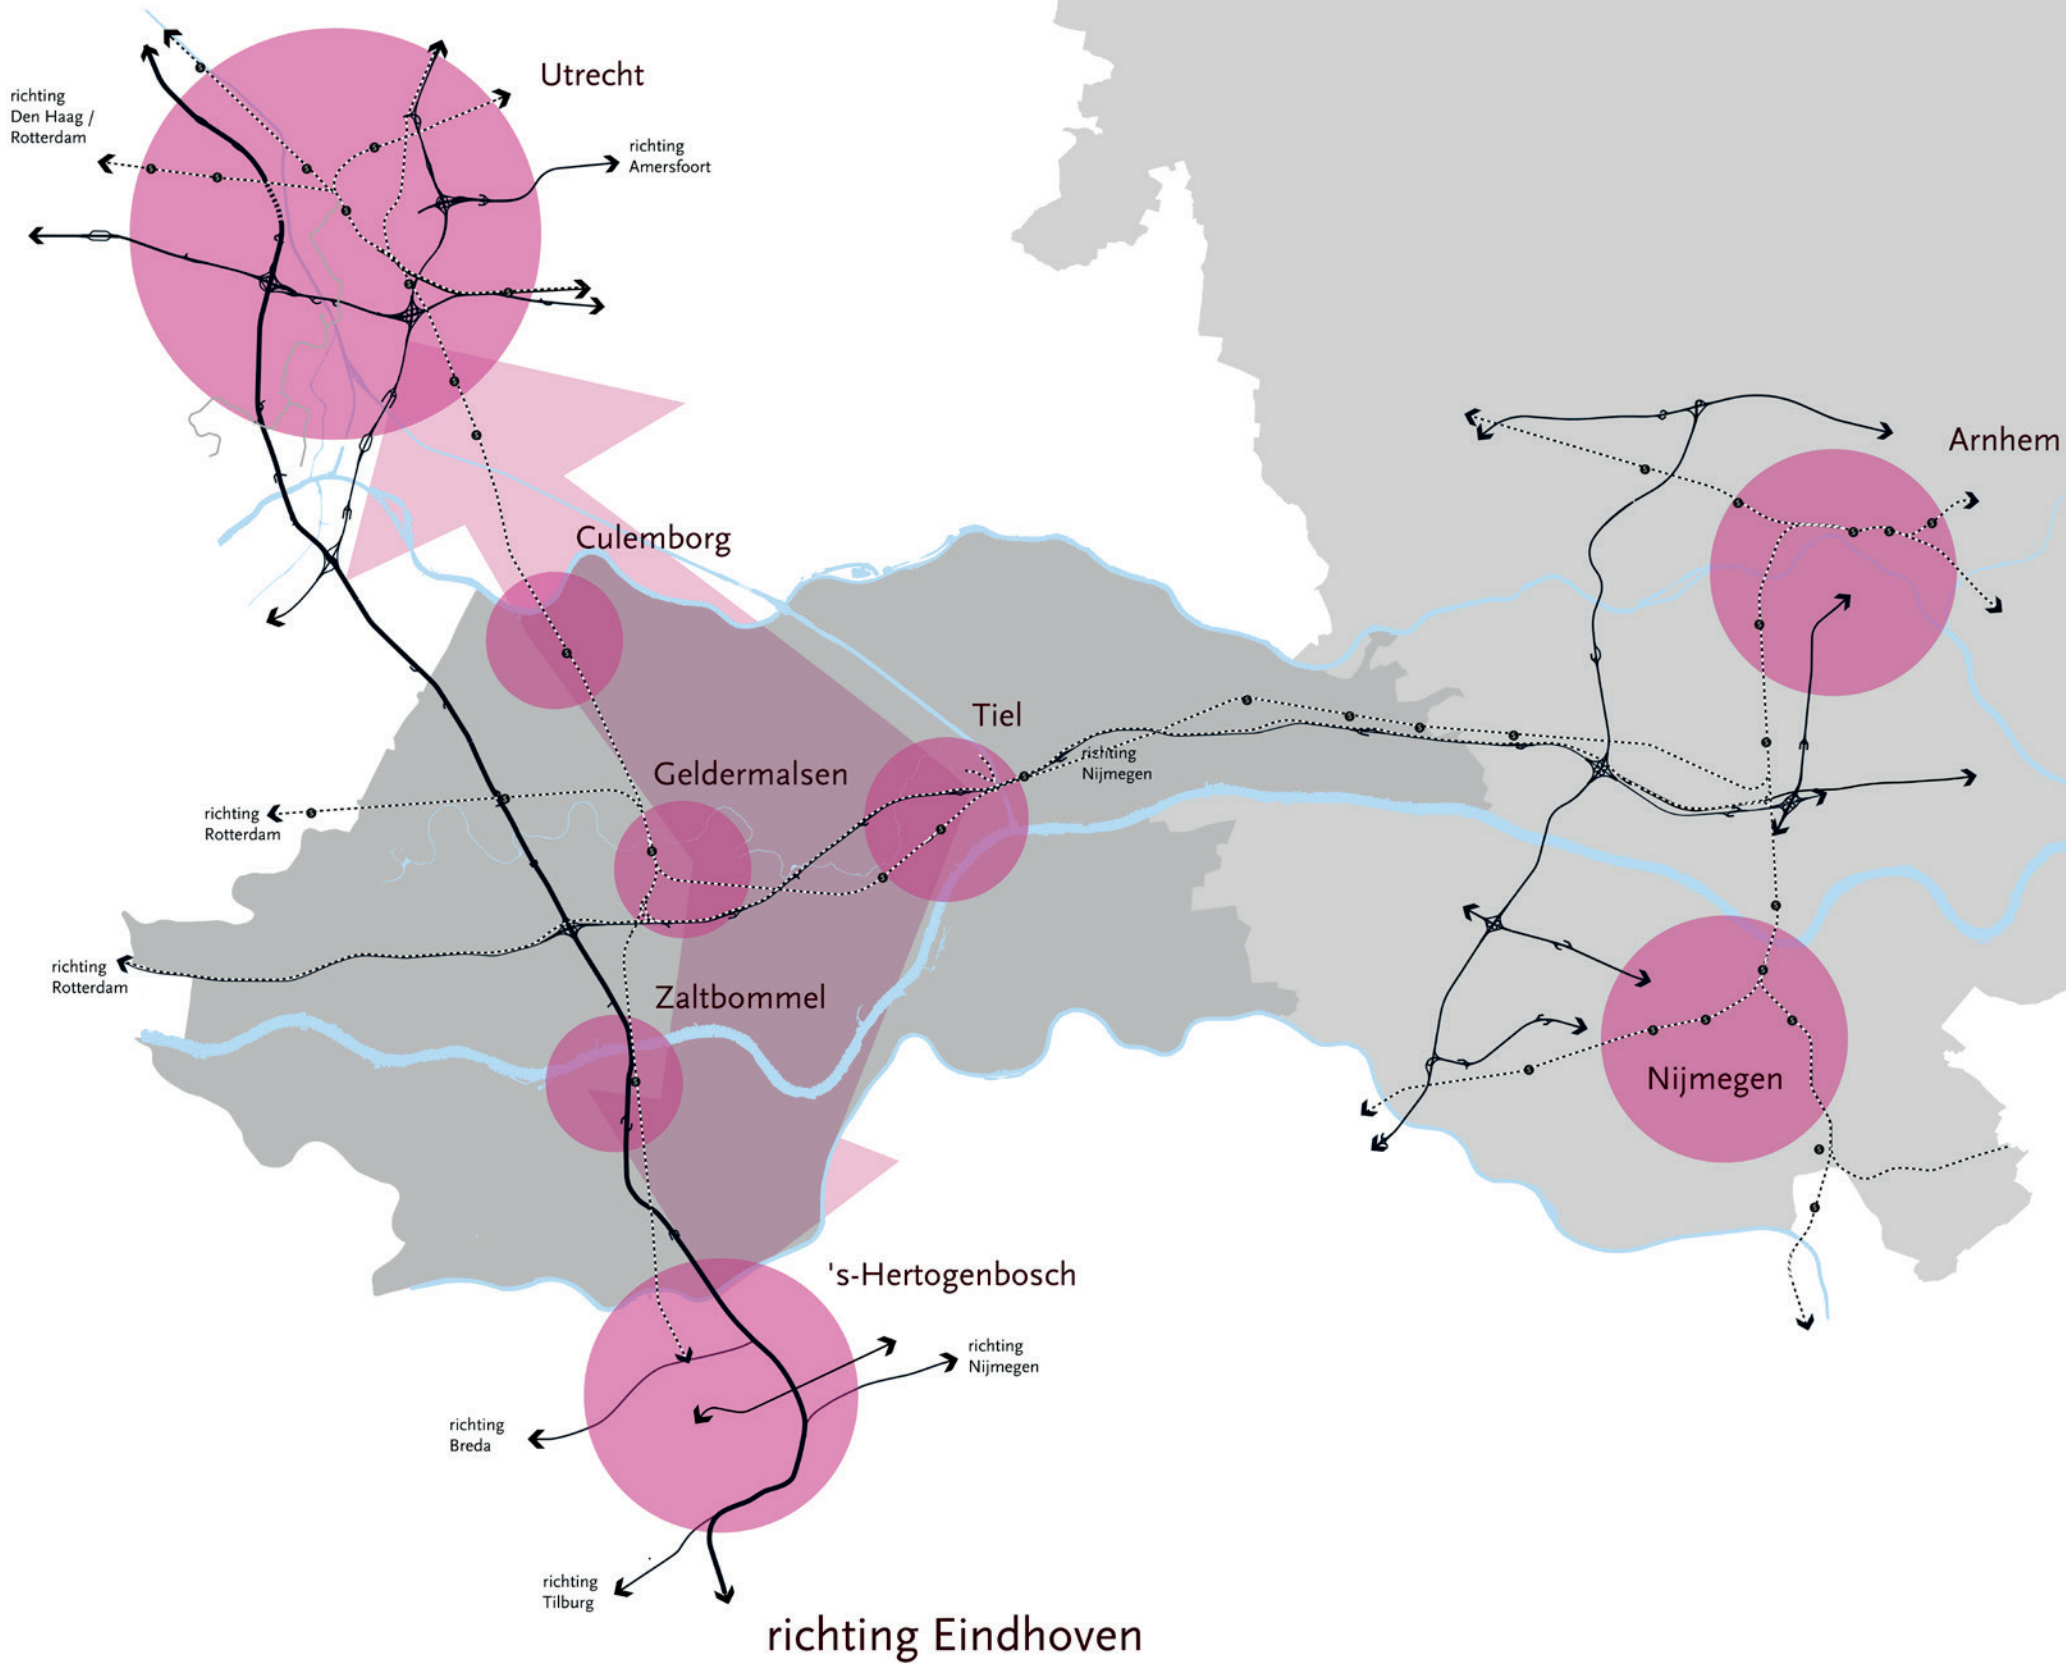 Utrecht
richting
Den Haag /
Rotterdam
richting
Amersfoort
Arnhem
Culemborg
Tiel
richting
Nijmegen
Geldermalsen
richting
Rotterdam
richting
Rotterdam
Zaltbommel
Nijmegen
's-Hertogenbosch
richting
Nijmegen
richting
Breda
richting
Tilburg
richting Eindhoven